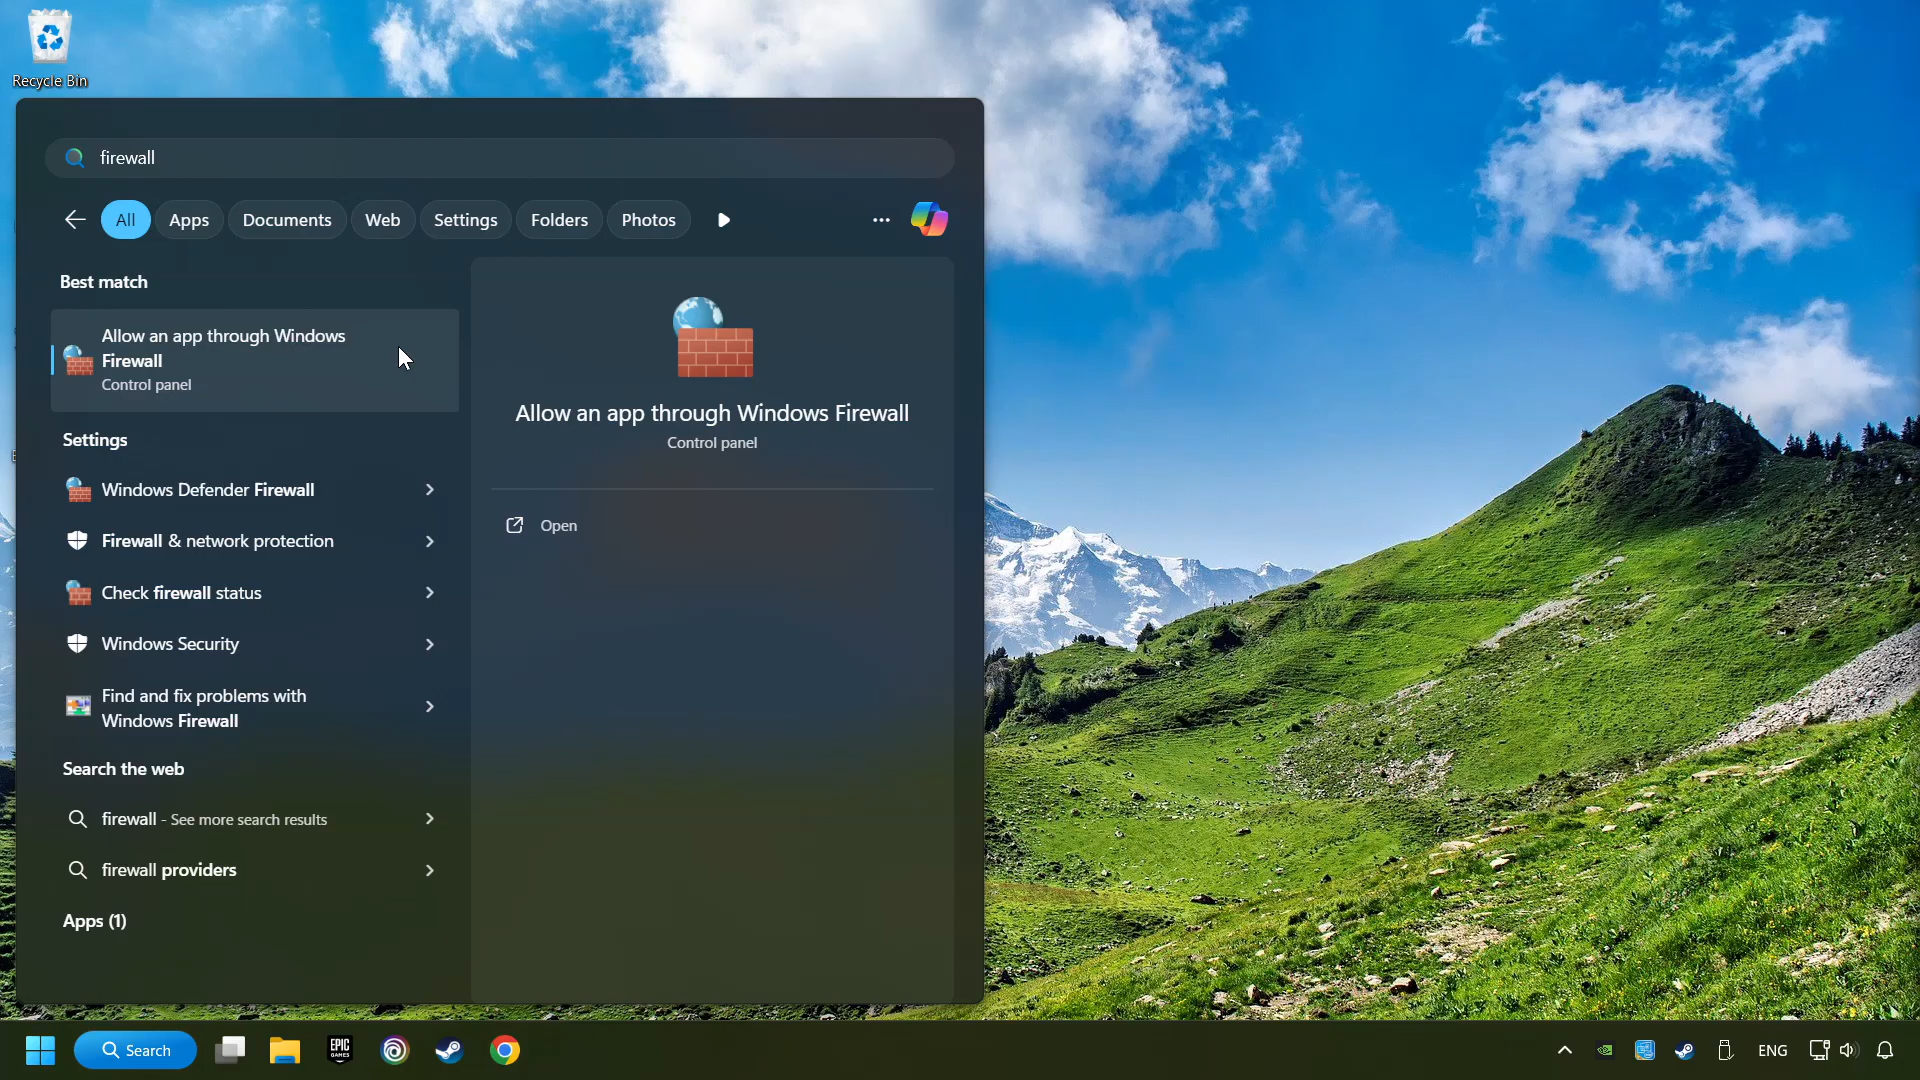 Recycle Bin
firewall
All
Apps
Documents
Web
Settings
Folders
Photos
Best match
Allow an app through Windows
Firewall
Control panel
Settings
Windows Defender Firewall
Firewall & network protection
Check firewall status
Windows Security
Find and fix problems with
Windows Firewall
Search the web
firewall - See more search results
firewall providers
Apps (1)
Allow an app through Windows Firewall
Control panel
Open
Search
EPIC
GAMES
ENG